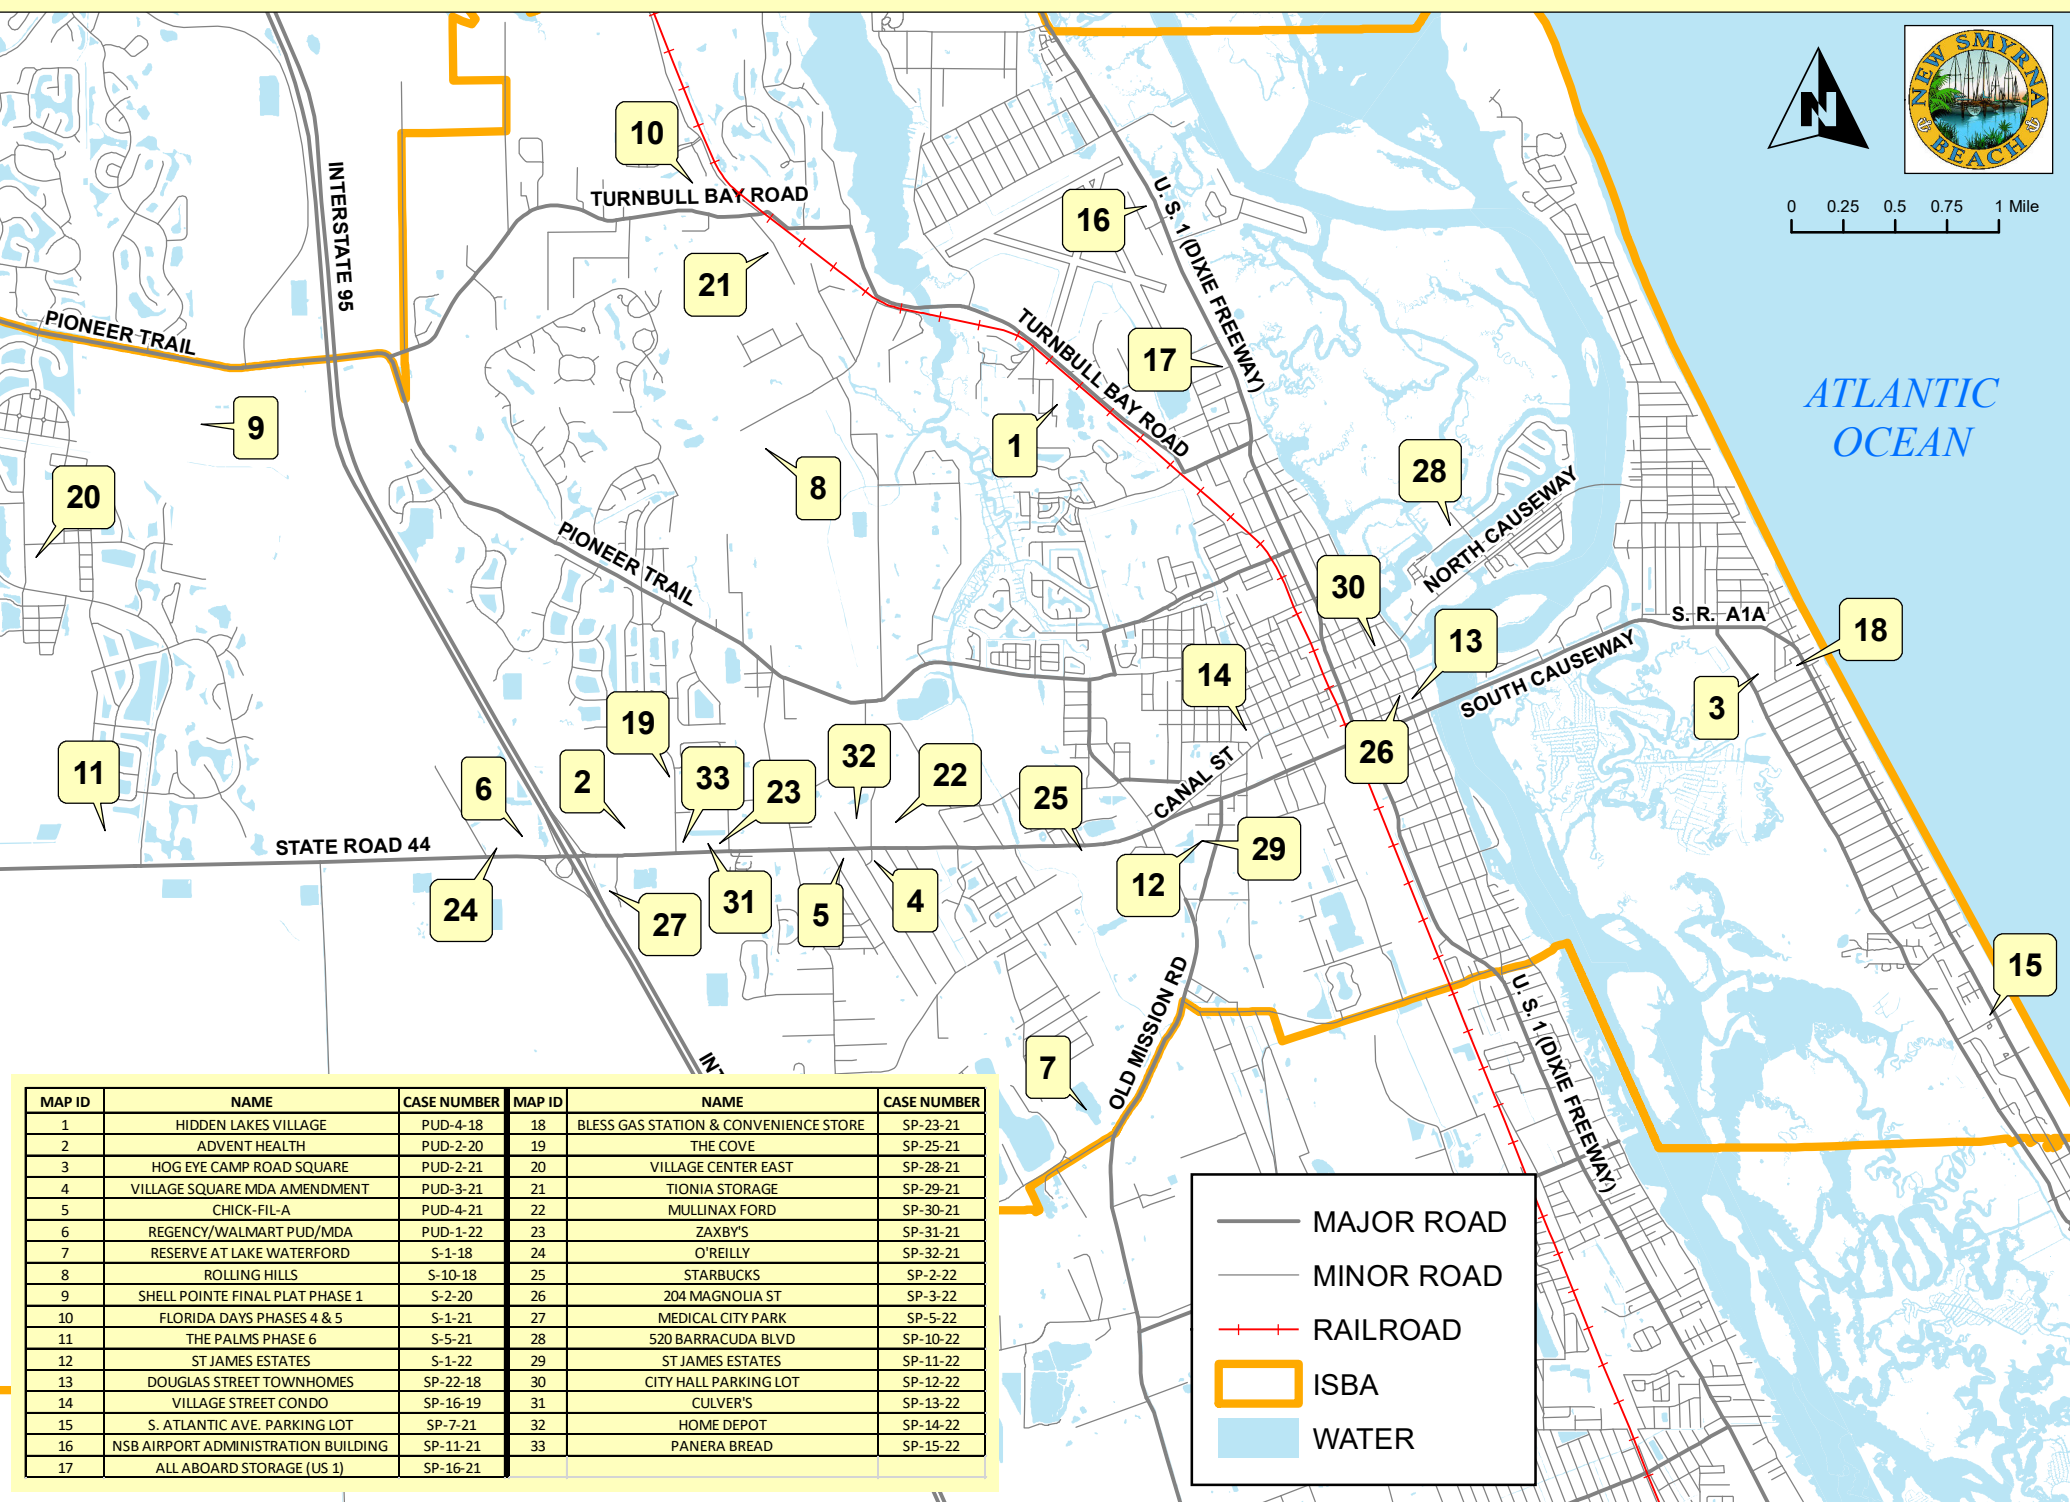 NEW SMYRNA
BEACH
N
0 0.25 0.5 0.75 1 Mile
10
TURNBULL BAY ROAD
INTERSTATE 95
16
U. S. 1 (DIXIE FREEWAY)
21
PIONEER TRAIL
TURNBULL BAY ROAD
17
ATLANTIC
OCEAN
9
1
28
8
20
NORTH CAUSEWAY
PIONEER TRAIL
30
S. R. A1A
18
13
14
SOUTH CAUSEWAY
3
19
26
32
11
6
2
33
23
22
25
CANAL ST
STATE ROAD 44
29
12
24
27
31
5
4
15
OLD MISSION RD
U. S. 1 (DIXIE FREEWAY)
7
INT
MAP ID NAME CASE NUMBER MAP ID NAME CASE NUMBER
1 HIDDEN LAKES VILLAGE PUD-4-18 18 BLESS GAS STATION & CONVENIENCE STORE SP-23-21
2 ADVENT HEALTH PUD-2-20 19 THE COVE SP-25-21
3 HOG EYE CAMP ROAD SQUARE PUD-2-21 20 VILLAGE CENTER EAST SP-28-21
4 VILLAGE SQUARE MDA AMENDMENT PUD-3-21 21 TIONIA STORAGE SP-29-21
5 CHICK-FIL-A PUD-4-21 22 MULLINAX FORD SP-30-21
6 REGENCY/WALMART PUD/MDA PUD-1-22 23 ZAXBY'S SP-31-21
7 RESERVE AT LAKE WATERFORD S-1-18 24 O'REILLY SP-32-21
8 ROLLING HILLS S-10-18 25 STARBUCKS SP-2-22
9 SHELL POINTE FINAL PLAT PHASE 1 S-2-20 26 204 MAGNOLIA ST SP-3-22
10 FLORIDA DAYS PHASES 4 & 5 S-1-21 27 MEDICAL CITY PARK SP-5-22
11 THE PALMS PHASE 6 S-5-21 28 520 BARRACUDA BLVD SP-10-22
12 ST JAMES ESTATES S-1-22 29 ST JAMES ESTATES SP-11-22
13 DOUGLAS STREET TOWNHOMES SP-22-18 30 CITY HALL PARKING LOT SP-12-22
14 VILLAGE STREET CONDO SP-16-19 31 CULVER'S SP-13-22
15 S. ATLANTIC AVE. PARKING LOT SP-7-21 32 HOME DEPOT SP-14-22
16 NSB AIRPORT ADMINISTRATION BUILDING SP-11-21 33 PANERA BREAD SP-15-22
17 ALL ABOARD STORAGE (US 1) SP-16-21
MAJOR ROAD
MINOR ROAD
RAILROAD
ISBA
WATER